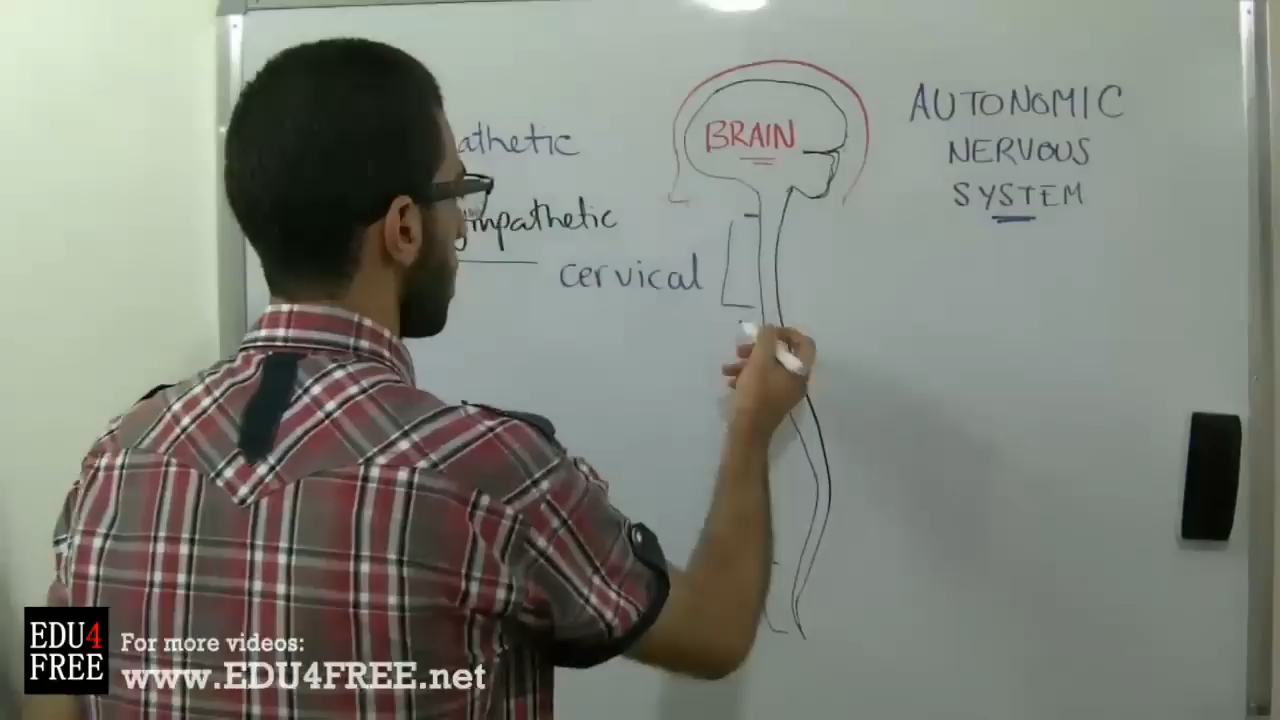 athetic
mpathetic
cervical
BRAIN
AUTONOMIC
NERVOUS
SYSTEM
EDU4
FREE
For more videos:
www.EDU4FREE.net